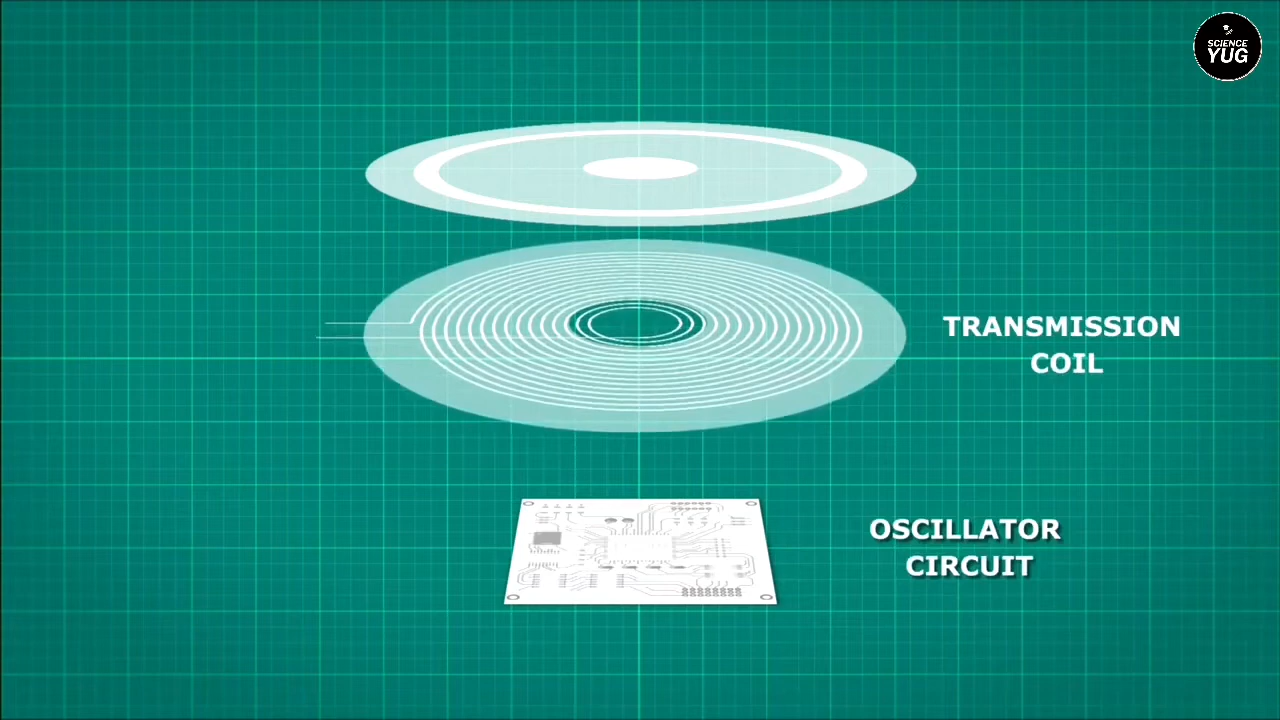 SCIENCE
YUG
TRANSMISSION
COIL
OSCILLATOR
CIRCUIT